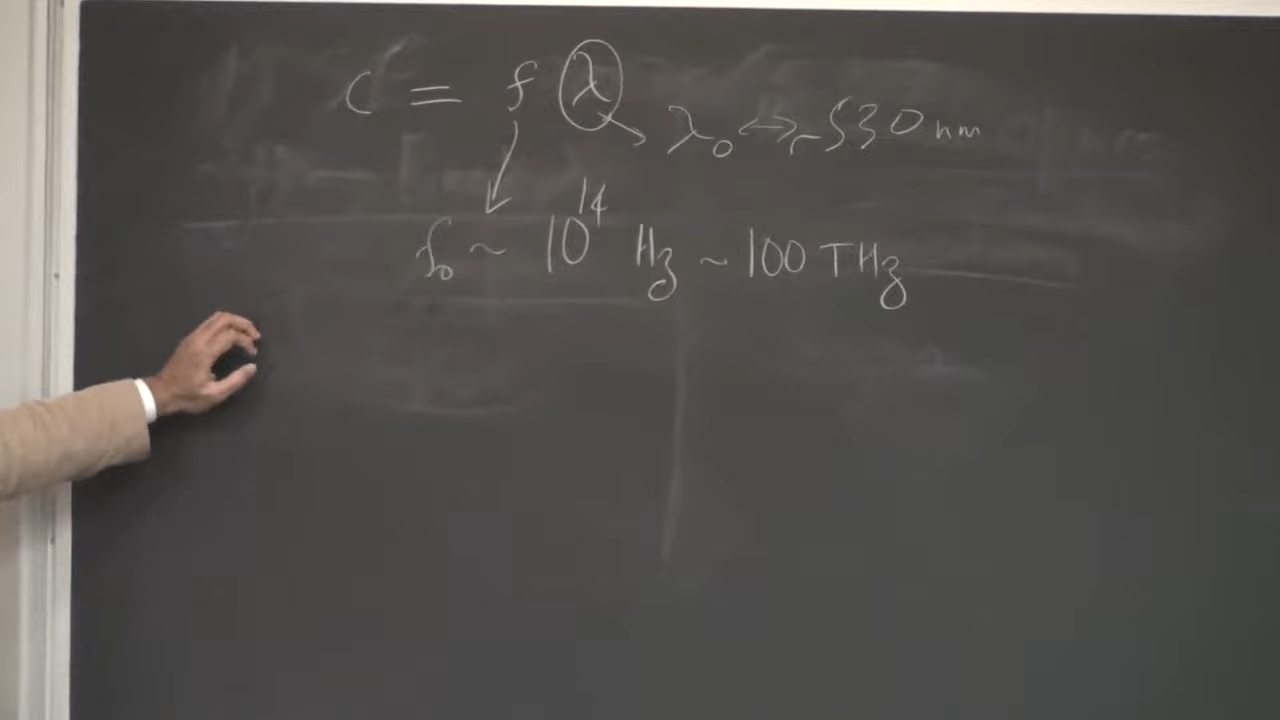 C = f λ → λ₀ ↔ ~530 nm
f₀ ~ 10¹⁴ Hz ~ 100 THz